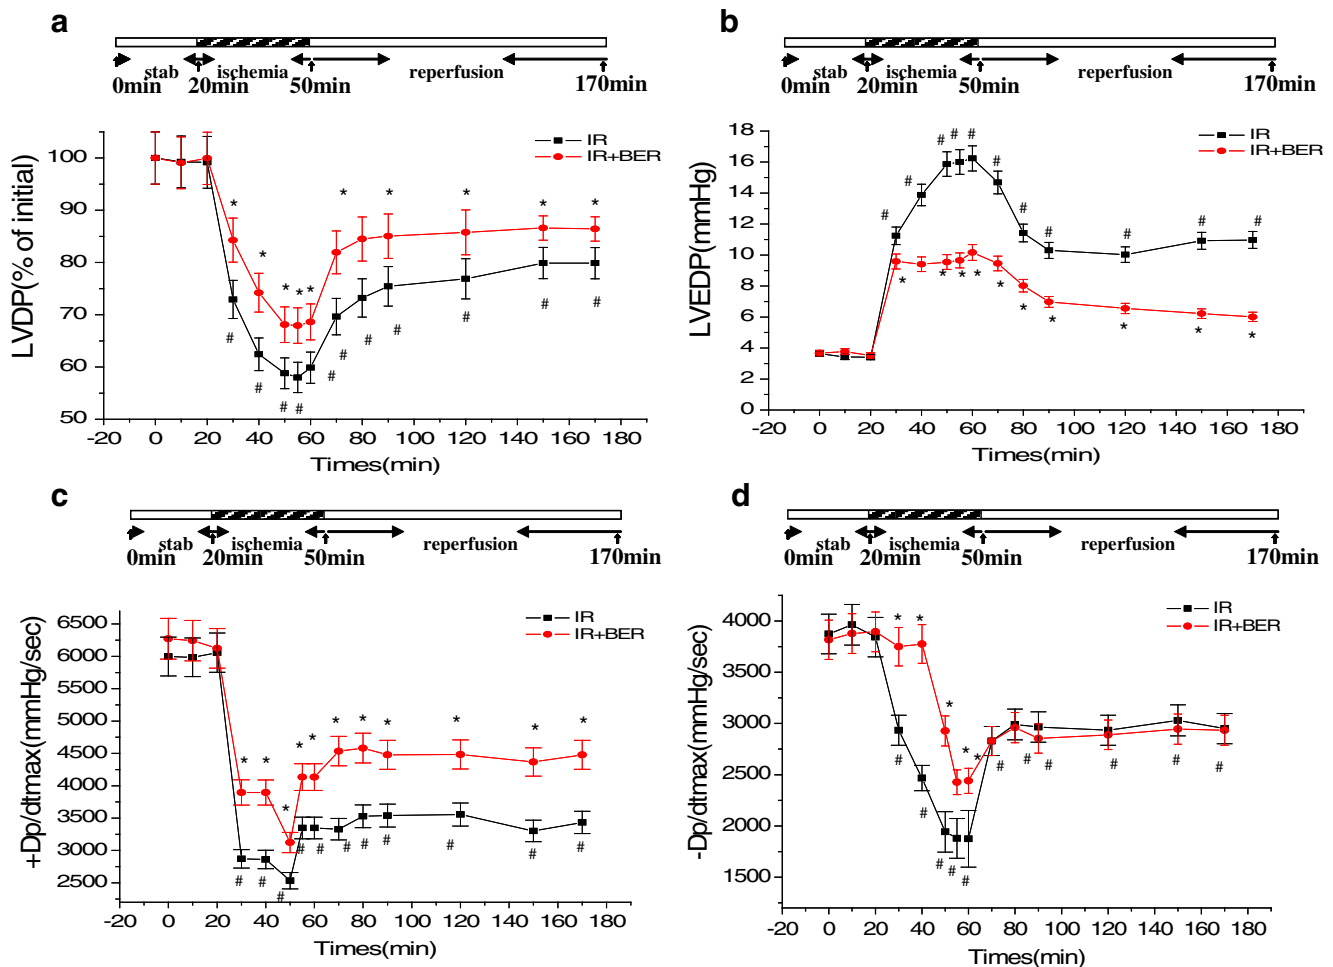 a
stab ischemia reperfusion
0min 20min 50min 170min
LVDP(% of initial)
IR
IR+BER
100
90
80
70
60
50
* * * * * * * * *
# # # # # # # # # # #
-20 0 20 40 60 80 100 120 140 160 180
Times(min)
b
stab ischemia reperfusion
0min 20min 50min 170min
LVEDP(mmHg)
IR
IR+BER
18
16
14
12
10
8
6
4
2
0
# # # # # # # # # # #
* * * * * * * * *
-20 0 20 40 60 80 100 120 140 160 180
Times(min)
c
stab ischemia reperfusion
0min 20min 50min 170min
+Dp/dtmax(mmHg/sec)
IR
IR+BER
6500
6000
5500
5000
4500
4000
3500
3000
2500
* * * * * * * * * * *
# # # # # # # # # # #
-20 0 20 40 60 80 100 120 140 160 180
Times(min)
d
stab ischemia reperfusion
0min 20min 50min 170min
-Dp/dtmax(mmHg/sec)
IR
IR+BER
4000
3500
3000
2500
2000
1500
* * * * *
# # # # # # # # # # #
-20 0 20 40 60 80 100 120 140 160 180
Times(min)